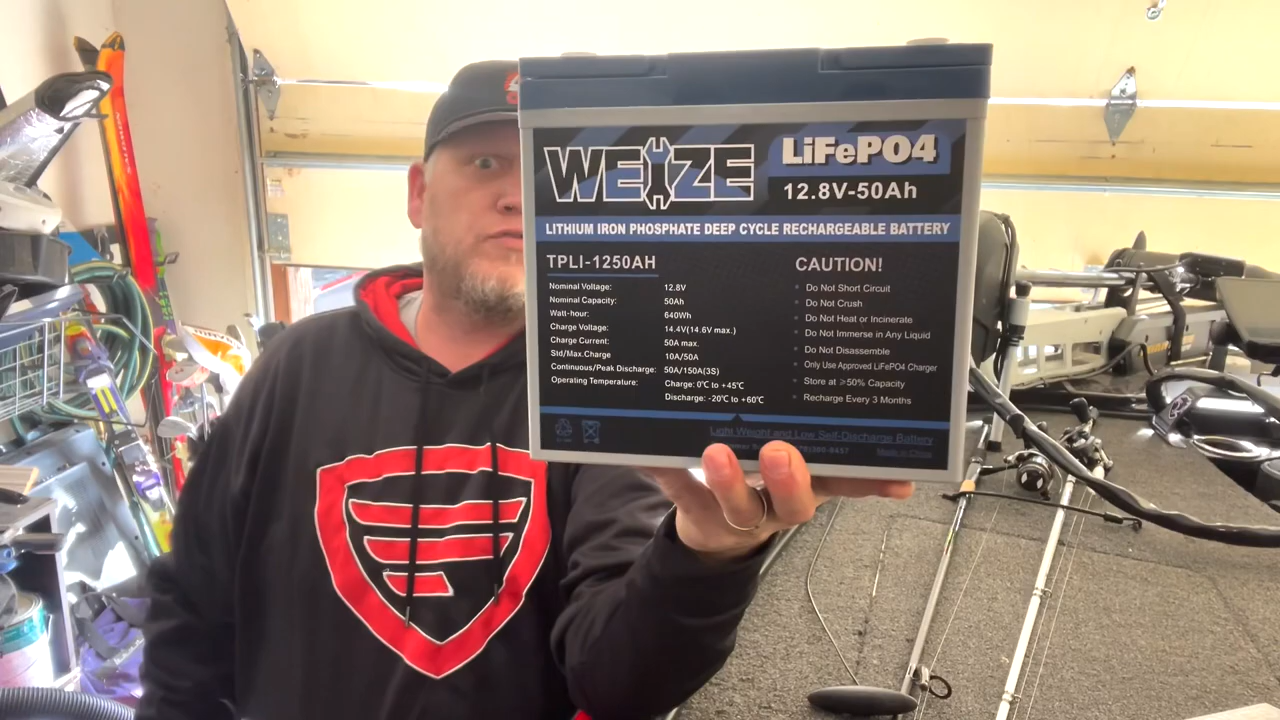 WEIZE
LiFePO4
12.8V-50Ah
LITHIUM IRON PHOSPHATE DEEP CYCLE RECHARGEABLE BATTERY
TPLI-1250AH
Nominal Voltage: 12.8V
Nominal Capacity: 50Ah
Watt-hour: 640Wh
Charge Voltage: 14.4V(14.6V max.)
Charge Current: 50A max.
Std/Max.Charge 10A/50A
Continuous/Peak Discharge: 50A/150A(3S)
Operating Temperature: Charge: 0℃ to +45℃
Discharge: -20℃ to +60℃
CAUTION!
Do Not Short Circuit
Do Not Crush
Do Not Heat or Incinerate
Do Not Immerse in Any Liquid
Do Not Disassemble
Only Use Approved LiFePO4 Charger
Store at ≥50% Capacity
Recharge Every 3 Months
Light Weight and Low Self-Discharge Battery
Made in China